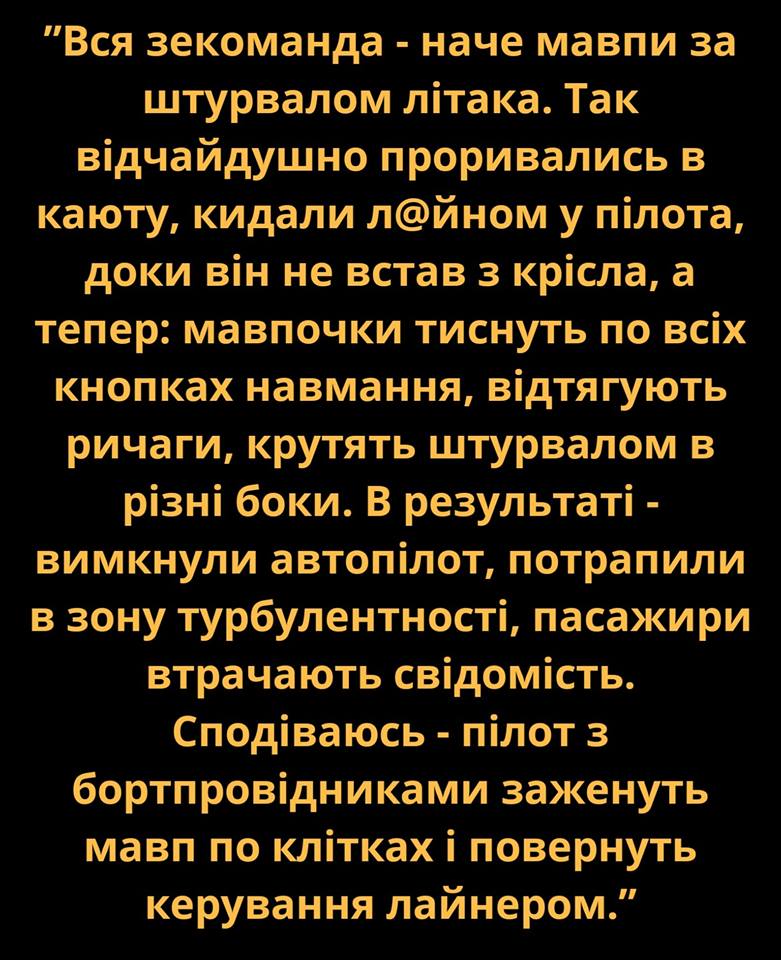 ”Вся зекоманда - наче мавпи за
штурвалом літака. Так
відчайдушно проривались в
каюту, кидали л@йном у пілота,
доки він не встав з крісла, а
тепер: мавпочки тиснуть по всіх
кнопках навмання, відтягують
ричаги, крутять штурвалом в
різні боки. В результаті -
вимкнули автопілот, потрапили
в зону турбулентності, пасажири
втрачають свідомість.
Сподіваюсь - пілот з
бортпровідниками заженуть
мавп по клітках і повернуть
керування лайнером.”